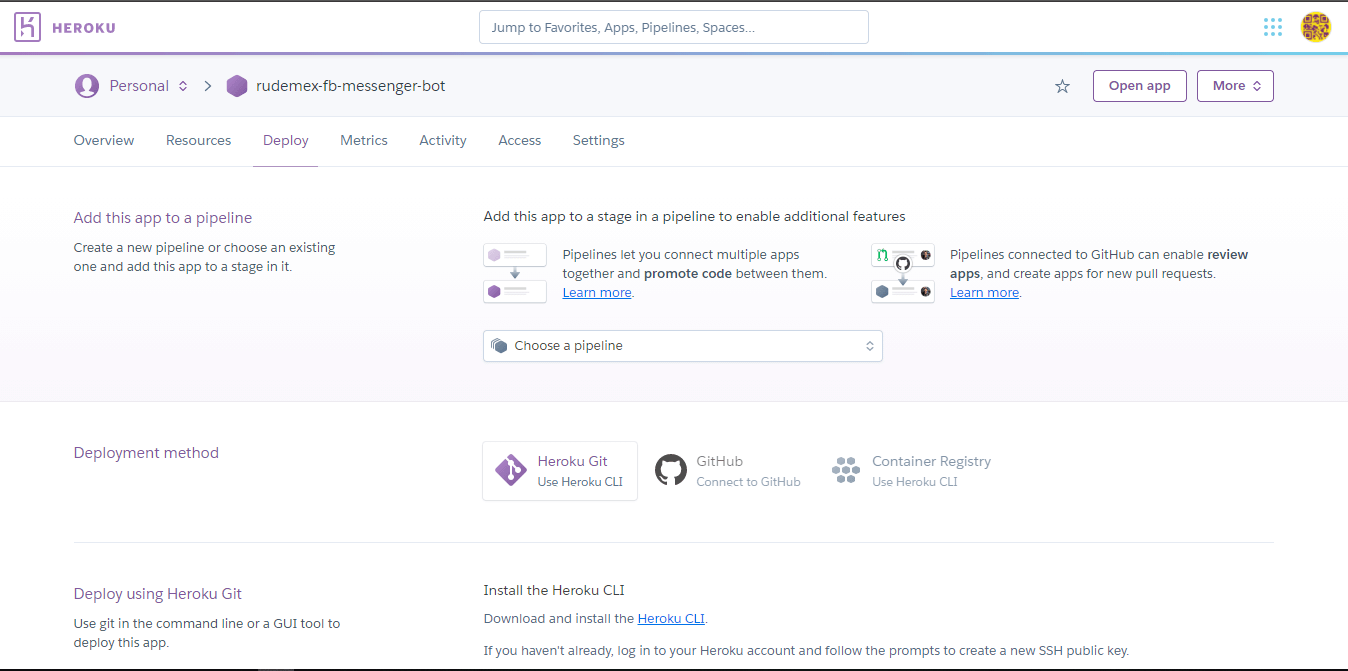 HEROKU
Jump to Favorites, Apps, Pipelines, Spaces...
Personal
rudemex-fb-messenger-bot
Open app
More
Overview
Resources
Deploy
Metrics
Activity
Access
Settings
Add this app to a pipeline
Create a new pipeline or choose an existing
one and add this app to a stage in it.
Add this app to a stage in a pipeline to enable additional features
Pipelines let you connect multiple apps
together and promote code between them.
Learn more.
Pipelines connected to GitHub can enable review
apps, and create apps for new pull requests.
Learn more.
Choose a pipeline
Deployment method
Heroku Git
Use Heroku CLI
GitHub
Connect to GitHub
Container Registry
Use Heroku CLI
Deploy using Heroku Git
Use git in the command line or a GUI tool to
deploy this app.
Install the Heroku CLI
Download and install the Heroku CLI.
If you haven't already, log in to your Heroku account and follow the prompts to create a new SSH public key.